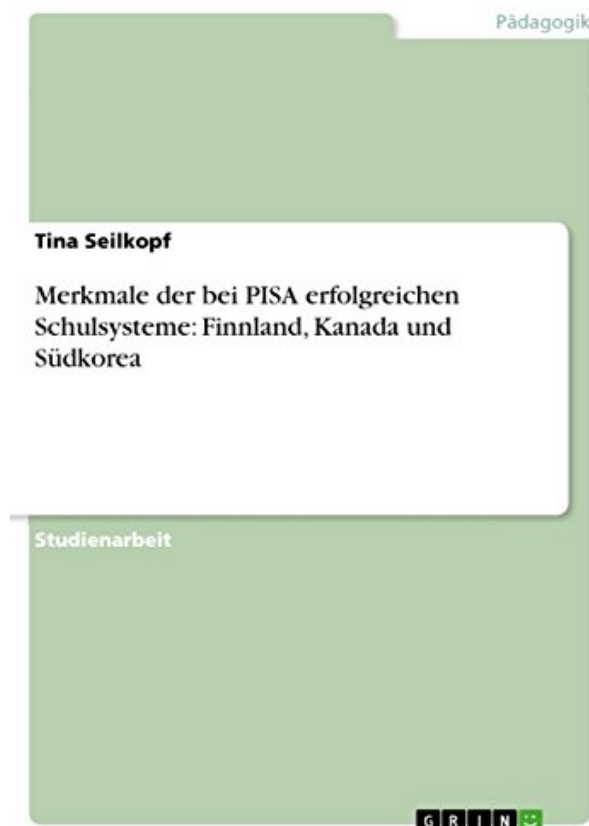 Pädagogik
Tina Seilkopf
Merkmale der bei PISA erfolgreichen
Schulsysteme: Finnland, Kanada und
Südkorea
Studienarbeit
GRIN